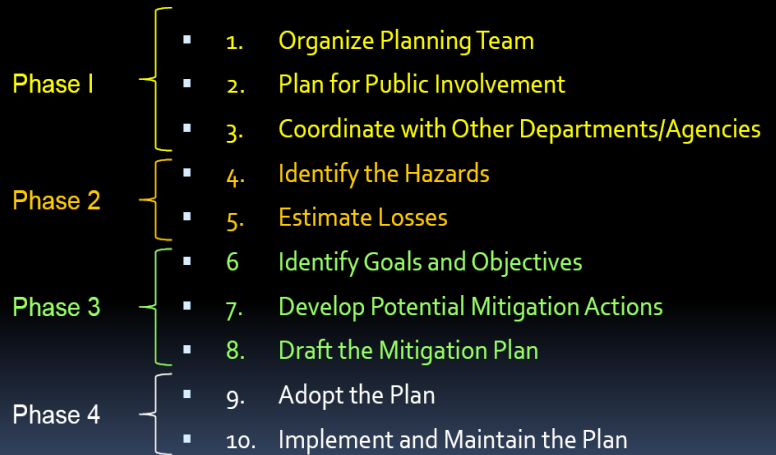 Phase I
1. Organize Planning Team
2. Plan for Public Involvement
3. Coordinate with Other Departments/Agencies
Phase 2
4. Identify the Hazards
5. Estimate Losses
Phase 3
6 Identify Goals and Objectives
7. Develop Potential Mitigation Actions
8. Draft the Mitigation Plan
Phase 4
9. Adopt the Plan
10. Implement and Maintain the Plan